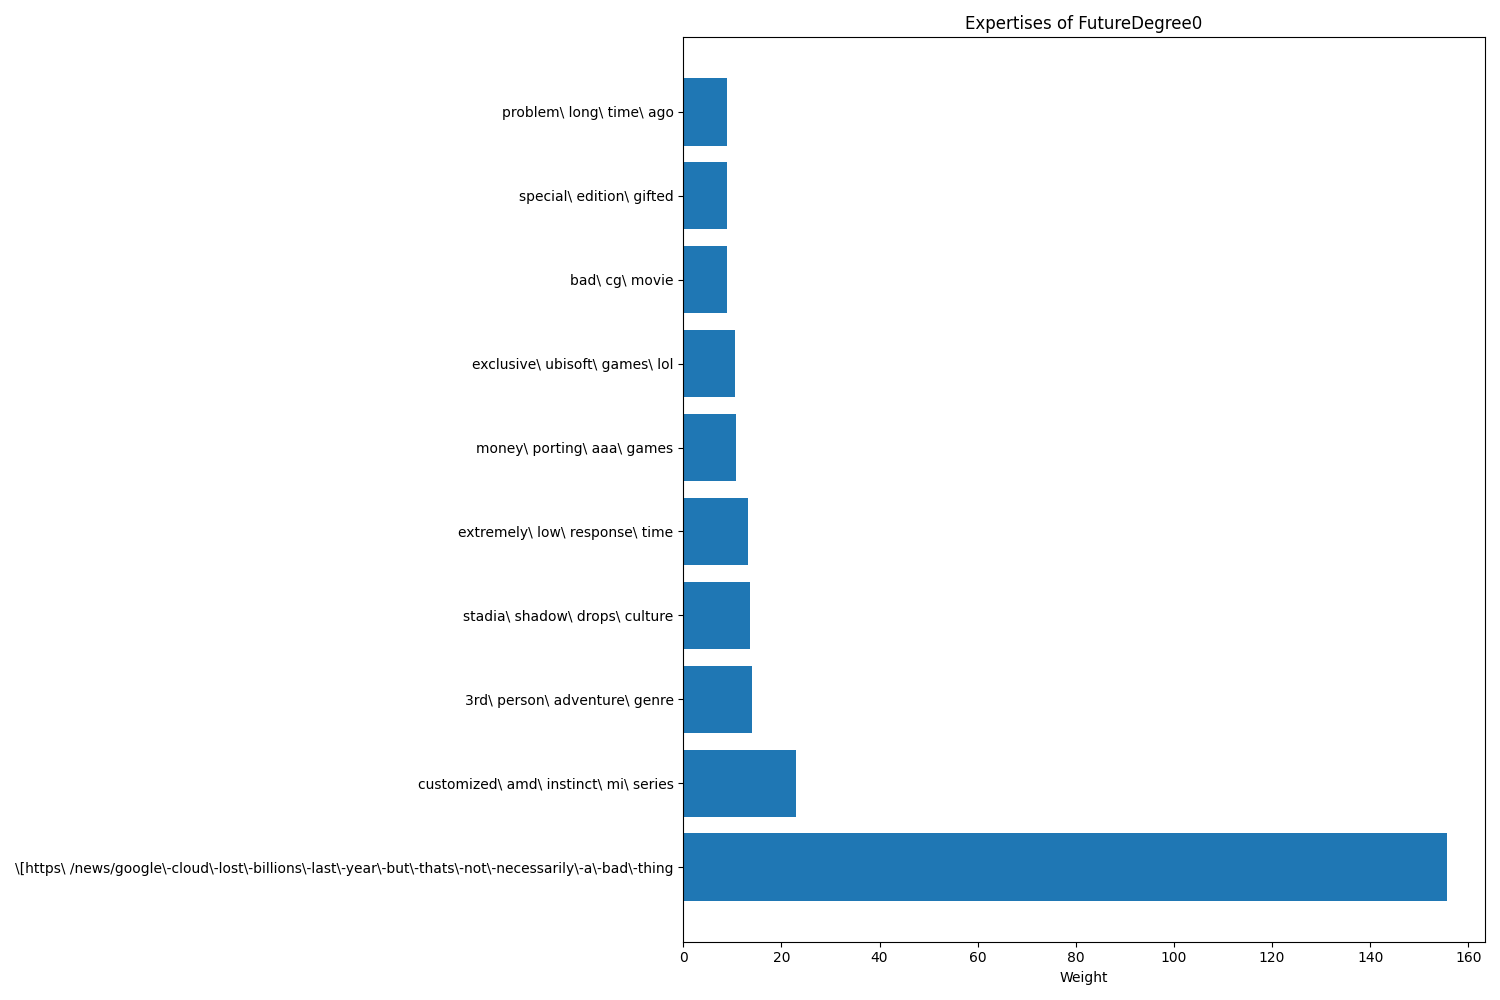 Expertises of FutureDegree0
problem\ long\ time\ ago
special\ edition\ gifted
bad\ cg\ movie
exclusive\ ubisoft\ games\ lol
money\ porting\ aaa\ games
extremely\ low\ response\ time
stadia\ shadow\ drops\ culture
3rd\ person\ adventure\ genre
customized\ amd\ instinct\ mi\ series
\[https\ /news/google\-cloud\-lost\-billions\-last\-year\-but\-thats\-not\-necessarily\-a\-bad\-thing
0 20 40 60 80 100 120 140 160
Weight